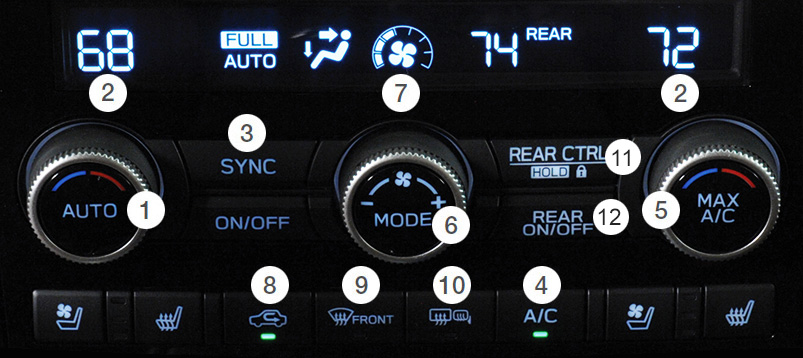 68 FULL AUTO 74 REAR 72
2 7 2
3
SYNC
REAR CTRL 11
HOLD
AUTO 1
ON/OFF
MODE 6
REAR ON/OFF 12
5 MAX A/C
8 9 10 4
FRONT A/C